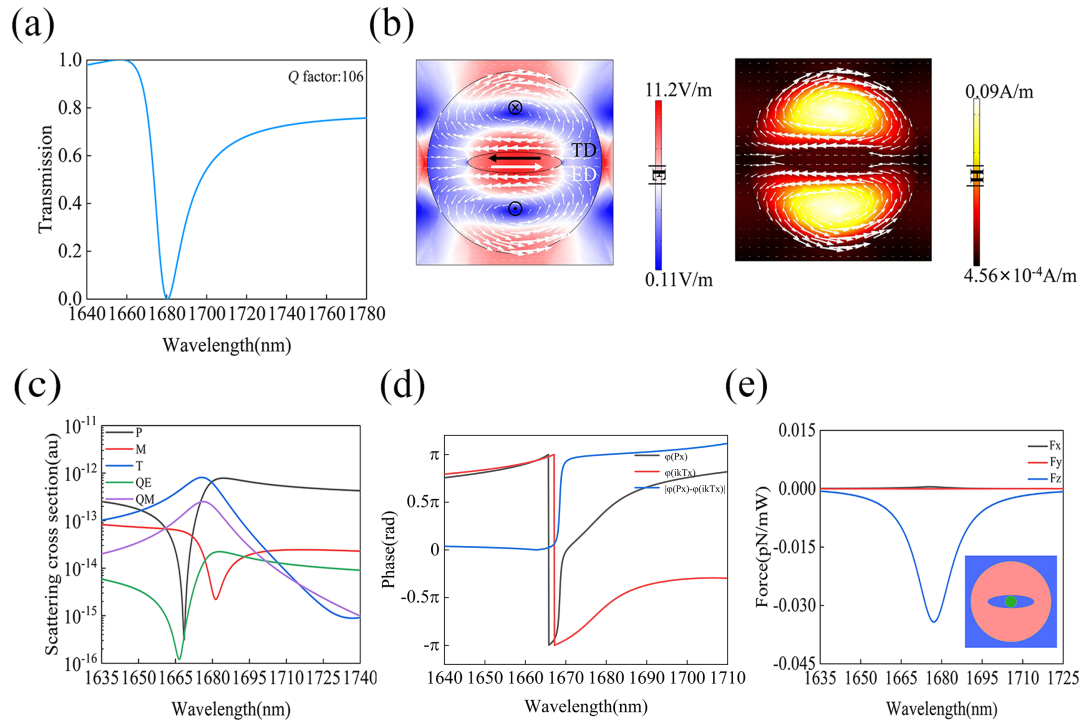 (a)
1.0
0.8
0.6
0.4
0.2
0.0
Transmission
Q factor:106
1640 1660 1680 1700 1720 1740 1760 1780
Wavelength(nm)
(b)
TD
ED
11.2V/m
|E|
0.11V/m
0.09A/m
|H|
4.56×10⁻⁴A/m
(c)
10⁻¹¹
10⁻¹²
10⁻¹³
10⁻¹⁴
10⁻¹⁵
10⁻¹⁶
Scattering cross section(au)
P
M
T
QE
QM
1635 1650 1665 1680 1695 1710 1725 1740
Wavelength(nm)
(d)
π
0.5π
0
-0.5π
-π
Phase(rad)
φ(Px)
φ(ikTx)
|φ(Px)-φ(ikTx)|
1640 1650 1660 1670 1680 1690 1700 1710
Wavelength(nm)
(e)
0.015
0.000
-0.015
-0.030
-0.045
Force(pN/mW)
Fx
Fy
Fz
1635 1650 1665 1680 1695 1710 1725
Wavelength(nm)